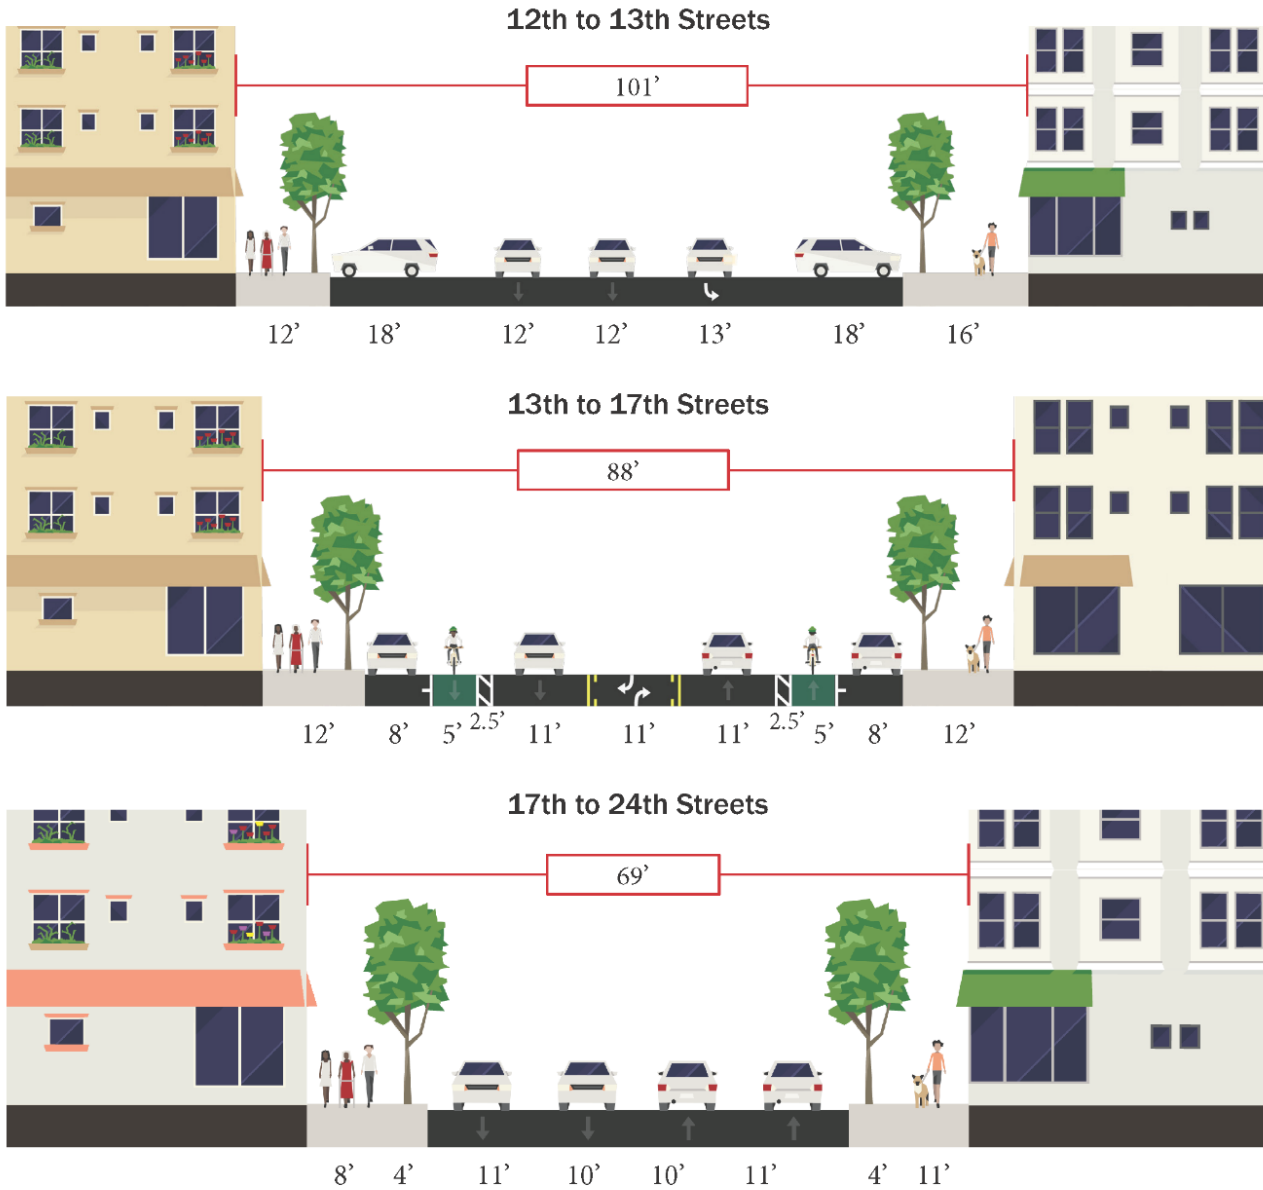 12th to 13th Streets
101’
12’ 18’ 12’ 12’ 13’ 18’ 16’
13th to 17th Streets
88’
12’ 8’ 5’ 2.5’ 11’ 11’ 11’ 2.5’ 5’ 8’ 12’
17th to 24th Streets
69’
8’ 4’ 11’ 10’ 10’ 11’ 4’ 11’